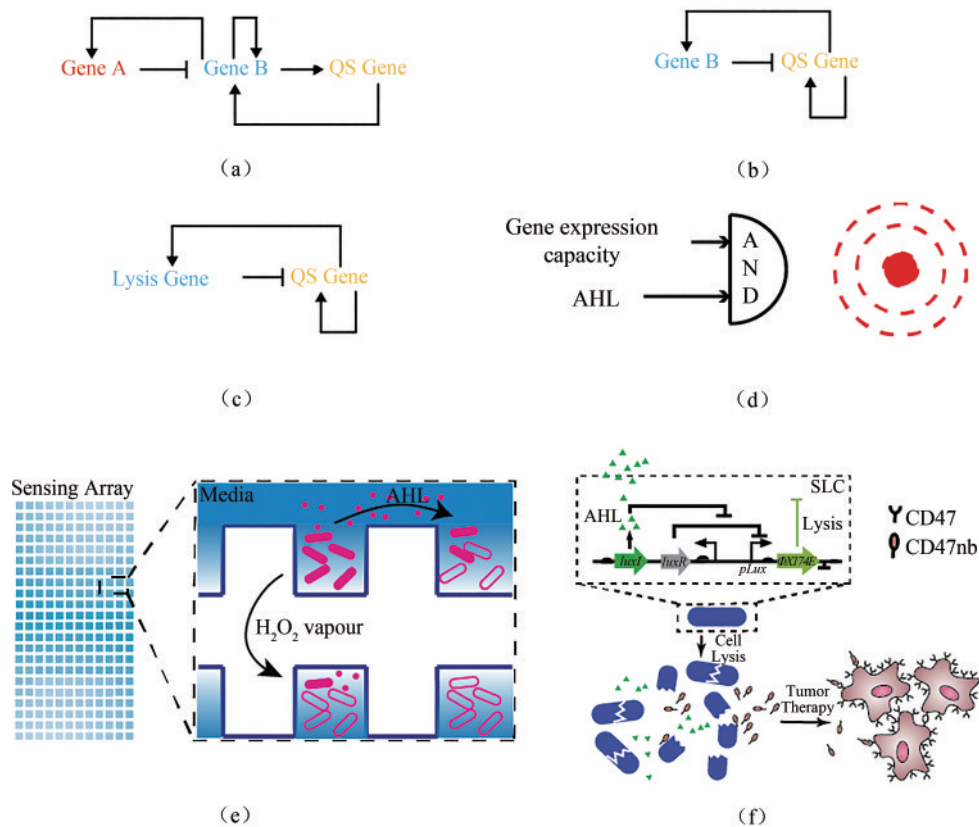 Gene A
Gene B
QS Gene
(a)
Gene B
QS Gene
(b)
Lysis Gene
QS Gene
(c)
Gene expression
capacity
AHL
A
N
D
(d)
Sensing Array
Media
AHL
H₂O₂ vapour
(e)
SLC
AHL
Lysis
luxI
luxR
pLux
ΦX174E
CD47
CD47nb
Cell
Lysis
Tumor
Therapy
(f)